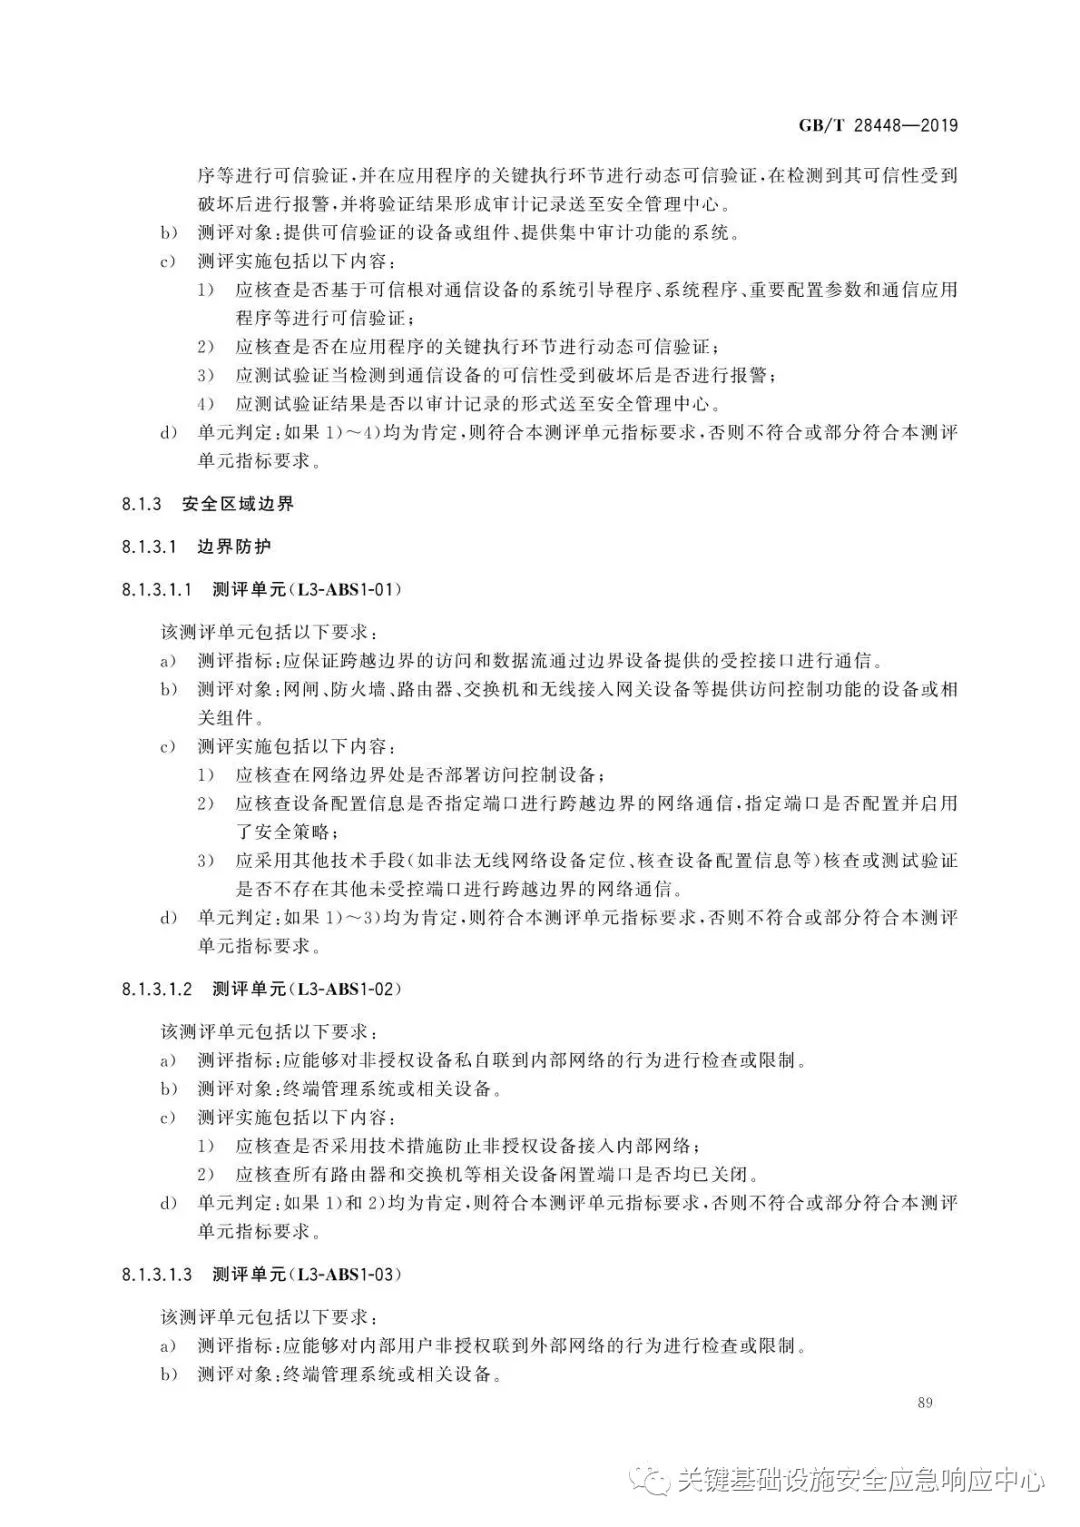 GB/T 28448—2019
序等进行可信验证,并在应用程序的关键执行环节进行动态可信验证,在检测到其可信性受到
破坏后进行报警,并将验证结果形成审计记录送至安全管理中心。
b) 测评对象:提供可信验证的设备或组件、提供集中审计功能的系统。
c) 测评实施包括以下内容:
1) 应核查是否基于可信根对通信设备的系统引导程序、系统程序、重要配置参数和通信应用
程序等进行可信验证;
2) 应核查是否在应用程序的关键执行环节进行动态可信验证;
3) 应测试验证当检测到通信设备的可信性受到破坏后是否进行报警;
4) 应测试验证结果是否以审计记录的形式送至安全管理中心。
d) 单元判定:如果 1)~4)均为肯定,则符合本测评单元指标要求,否则不符合或部分符合本测评
单元指标要求。
8.1.3 安全区域边界
8.1.3.1 边界防护
8.1.3.1.1 测评单元(L3-ABS1-01)
该测评单元包括以下要求:
a) 测评指标:应保证跨越边界的访问和数据流通过边界设备提供的受控接口进行通信。
b) 测评对象:网闸、防火墙、路由器、交换机和无线接入网关设备等提供访问控制功能的设备或相
关组件。
c) 测评实施包括以下内容:
1) 应核查在网络边界处是否部署访问控制设备;
2) 应核查设备配置信息是否指定端口进行跨越边界的网络通信,指定端口是否配置并启用
了安全策略;
3) 应采用其他技术手段(如非法无线网络设备定位、核查设备配置信息等)核查或测试验证
是否不存在其他未受控端口进行跨越边界的网络通信。
d) 单元判定:如果 1)~3)均为肯定,则符合本测评单元指标要求,否则不符合或部分符合本测评
单元指标要求。
8.1.3.1.2 测评单元(L3-ABS1-02)
该测评单元包括以下要求:
a) 测评指标:应能够对非授权设备私自联到内部网络的行为进行检查或限制。
b) 测评对象:终端管理系统或相关设备。
c) 测评实施包括以下内容:
1) 应核查是否采用技术措施防止非授权设备接入内部网络;
2) 应核查所有路由器和交换机等相关设备闲置端口是否均已关闭。
d) 单元判定:如果 1)和 2)均为肯定,则符合本测评单元指标要求,否则不符合或部分符合本测评
单元指标要求。
8.1.3.1.3 测评单元(L3-ABS1-03)
该测评单元包括以下要求:
a) 测评指标:应能够对内部用户非授权联到外部网络的行为进行检查或限制。
b) 测评对象:终端管理系统或相关设备。
89
关键基础设施安全应急响应中心